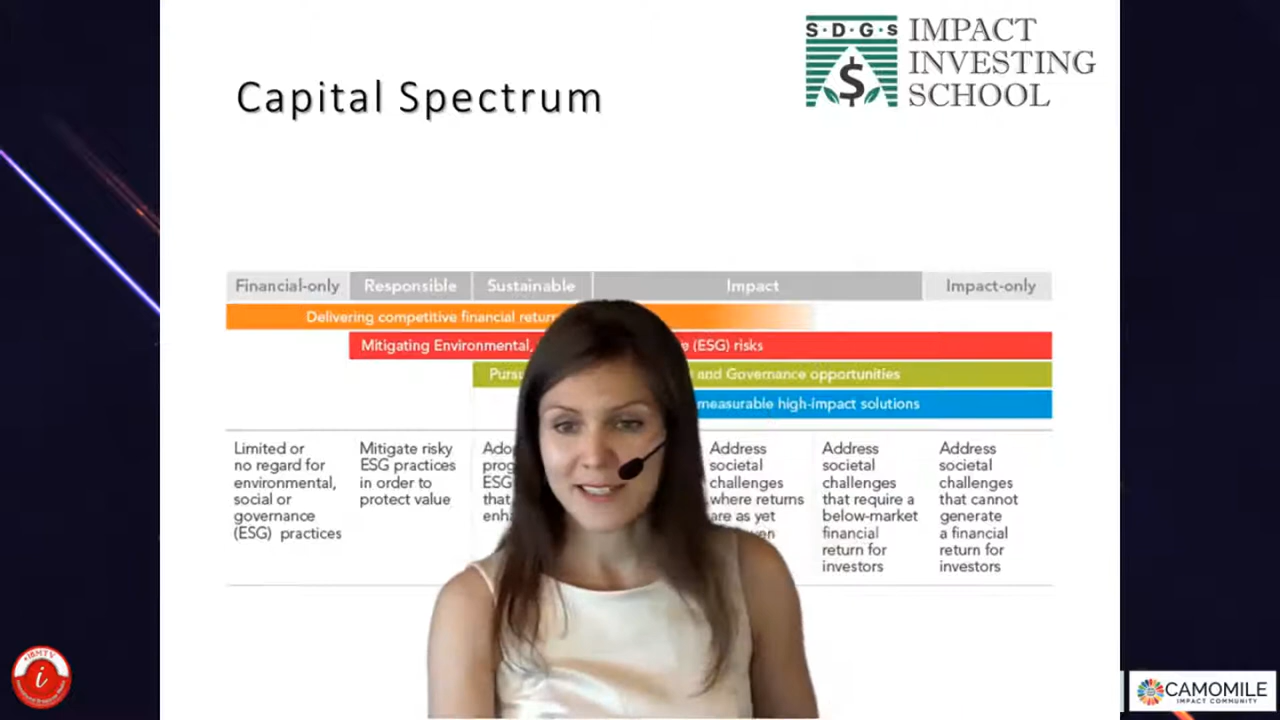 S·D·G·s
IMPACT
INVESTING
SCHOOL
Capital Spectrum
Financial-only
Responsible
Sustainable
Impact
Impact-only
Delivering competitive financial
Mitigating Environmental,
(ESG) risks
and Governance opportunities
measurable high-impact solutions
Limited or
no regard for
environmental,
social or
governance
(ESG) practices
Mitigate risky
ESG practices
in order to
protect value
ESG
Address
societal
challenges
where returns
are as yet
Address
societal
challenges
that require a
below-market
financial
return for
investors
Address
societal
challenges
that cannot
generate
a financial
return for
investors
i
CAMOMILE
IMPACT COMMUNITY